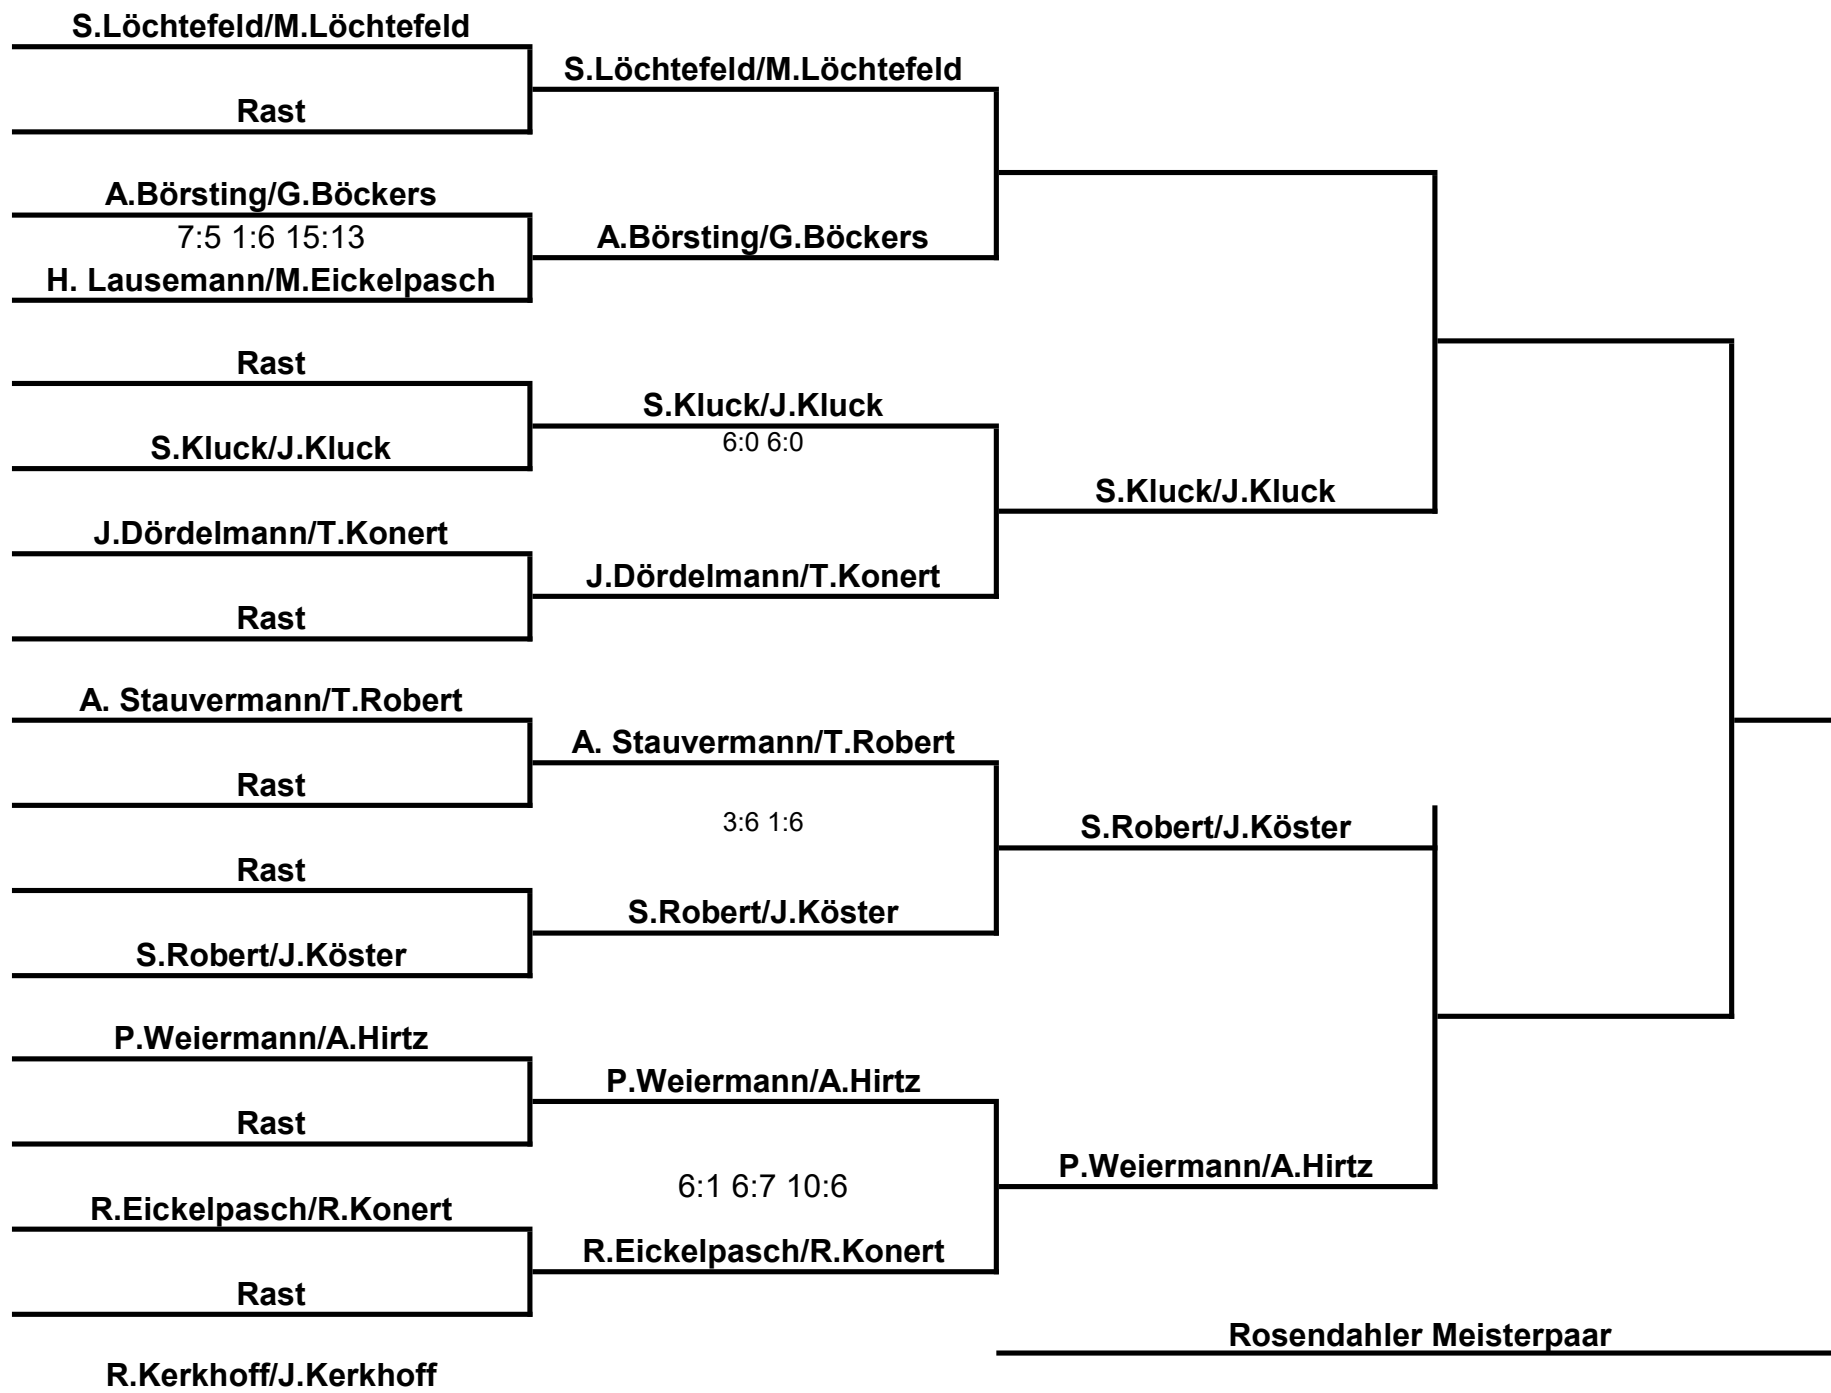 S.Löchtefeld/M.Löchtefeld
S.Löchtefeld/M.Löchtefeld
Rast
A.Börsting/G.Böckers
7:5 1:6 15:13
A.Börsting/G.Böckers
H. Lausemann/M.Eickelpasch
Rast
S.Kluck/J.Kluck
6:0 6:0
S.Kluck/J.Kluck
S.Kluck/J.Kluck
J.Dördelmann/T.Konert
J.Dördelmann/T.Konert
Rast
A. Stauvermann/T.Robert
A. Stauvermann/T.Robert
Rast
3:6 1:6
S.Robert/J.Köster
Rast
S.Robert/J.Köster
S.Robert/J.Köster
P.Weiermann/A.Hirtz
P.Weiermann/A.Hirtz
Rast
P.Weiermann/A.Hirtz
6:1 6:7 10:6
R.Eickelpasch/R.Konert
R.Eickelpasch/R.Konert
Rast
Rosendahler Meisterpaar
R.Kerkhoff/J.Kerkhoff